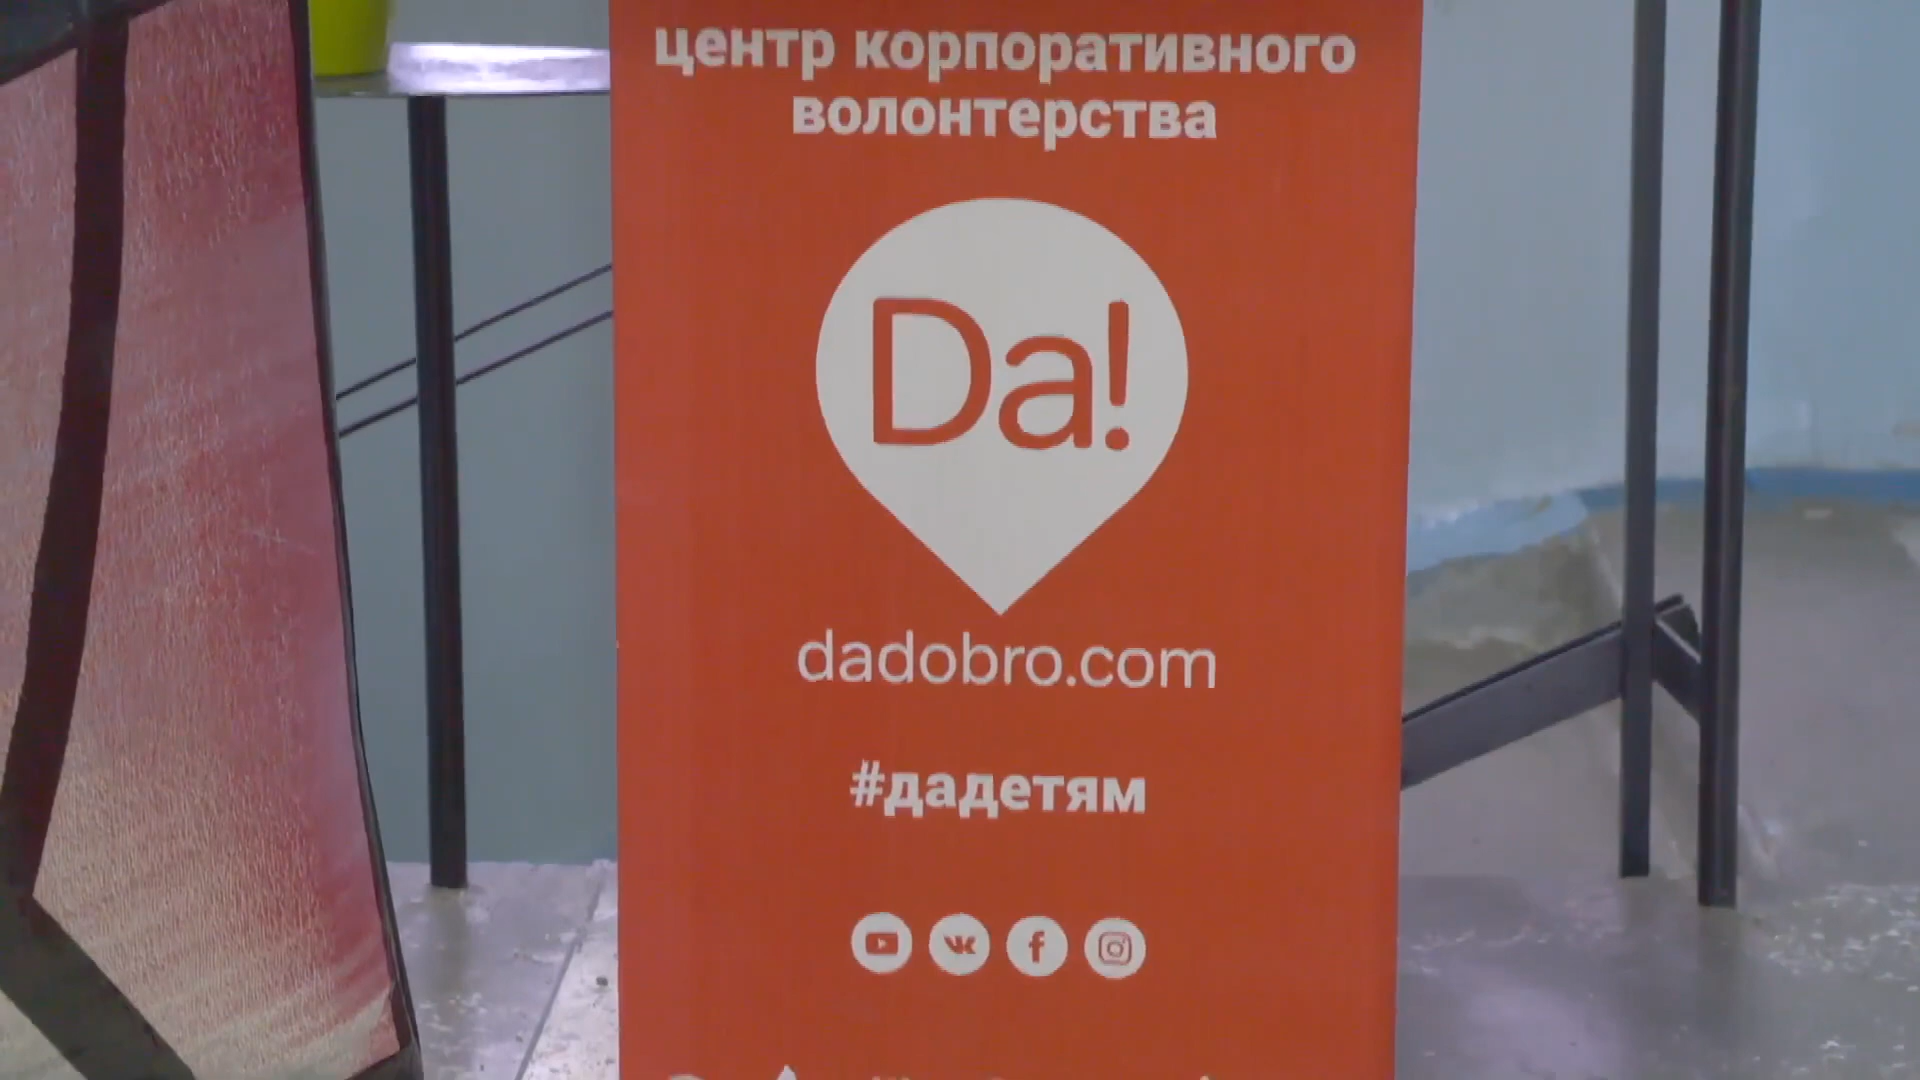 центр корпоративного
волонтерства
Da!
dadobro.com
#дадетям